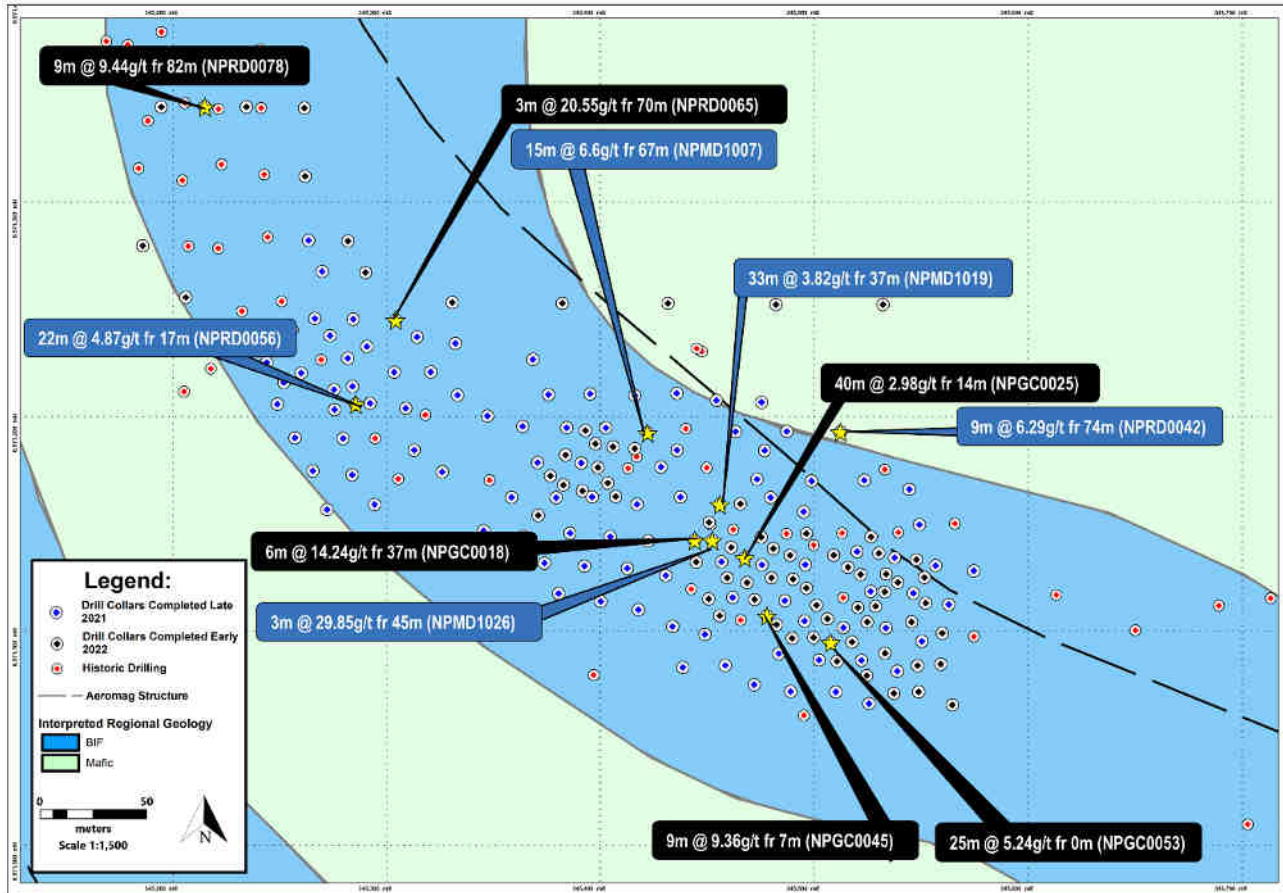 9m @ 9.44g/t fr 82m (NPRD0078)
3m @ 20.55g/t fr 70m (NPRD0065)
15m @ 6.6g/t fr 67m (NPMD1007)
33m @ 3.82g/t fr 37m (NPMD1019)
22m @ 4.87g/t fr 17m (NPRD0056)
40m @ 2.98g/t fr 14m (NPGC0025)
9m @ 6.29g/t fr 74m (NPRD0042)
6m @ 14.24g/t fr 37m (NPGC0018)
3m @ 29.85g/t fr 45m (NPMD1026)
9m @ 9.36g/t fr 7m (NPGC0045)
25m @ 5.24g/t fr 0m (NPGC0053)
Legend:
Drill Collars Completed Late
2021
Drill Collars Completed Early
2022
Historic Drilling
Aeromag Structure
Interpreted Regional Geology
BIF
Mafic
0 50
meters
Scale 1:1,500
N